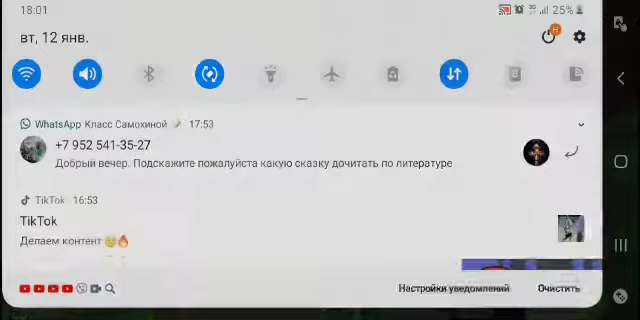 18:01
25%
вт, 12 янв.
H
WhatsApp Класс Самохиной 17:53
+7 952 541-35-27
Добрый вечер. Подскажите пожалуйста какую сказку дочитать по литературе
TikTok 16:53
TikTok
Делаем контент
Настройки уведомлений
Очистить